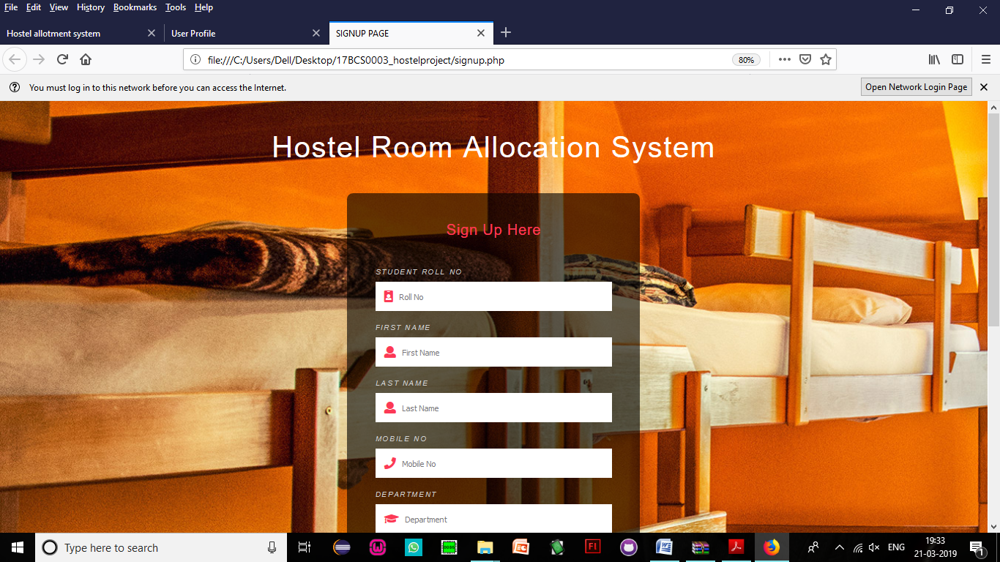 File Edit View History Bookmarks Tools Help
Hostel allotment system
User Profile
SIGNUP PAGE
file:///C:/Users/Dell/Desktop/17BCS0003_hostelproject/signup.php
80%
You must log in to this network before you can access the Internet.
Open Network Login Page
Hostel Room Allocation System
Sign Up Here
STUDENT ROLL NO
Roll No
FIRST NAME
First Name
LAST NAME
Last Name
MOBILE NO
Mobile No
DEPARTMENT
Department
Type here to search
ENG
19:33
21-03-2019
1